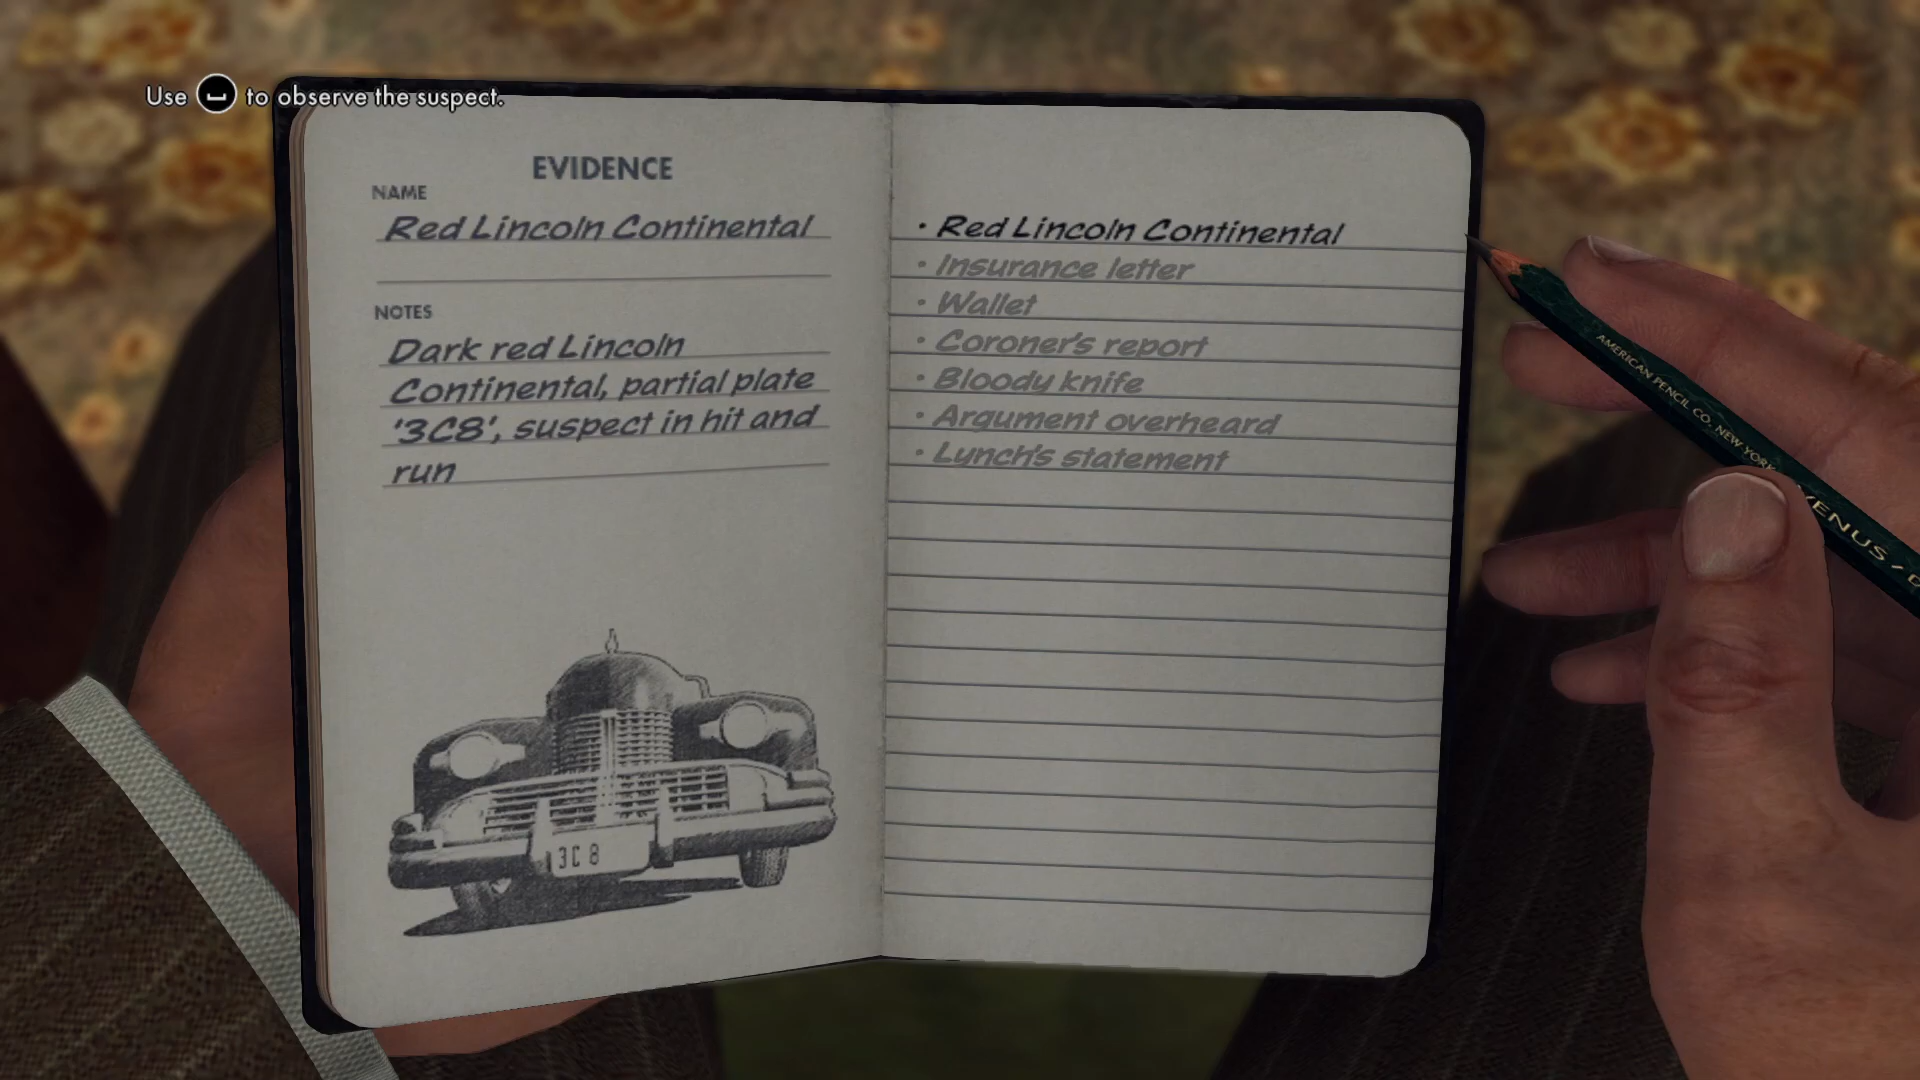 Use to observe the suspect.
EVIDENCE
NAME
Red Lincoln Continental
NOTES
Dark red Lincoln
Continental, partial plate
'3C8', suspect in hit and
run
3C 8
• Red Lincoln Continental
• Insurance letter
• Wallet
• Coroner's report
• Bloody knife
• Argument overheard
• Lynch's statement
AMERICAN PENCIL CO. NEW YORK
VENUS /